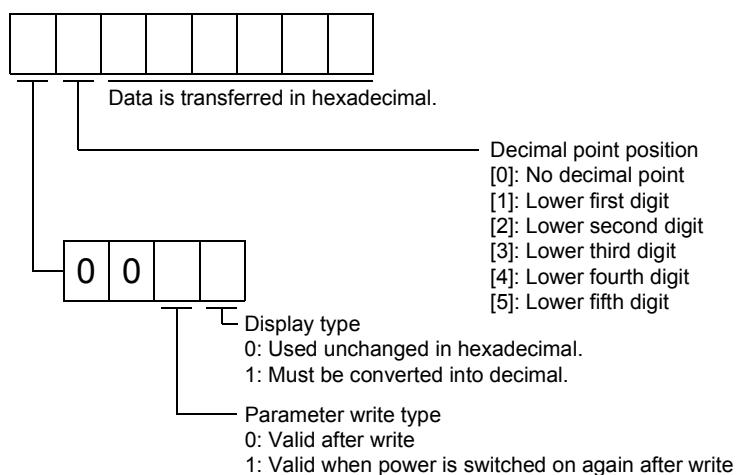 Data is transferred in hexadecimal.
Decimal point position
[0]: No decimal point
[1]: Lower first digit
[2]: Lower second digit
[3]: Lower third digit
[4]: Lower fourth digit
[5]: Lower fifth digit
0 0
Display type
0: Used unchanged in hexadecimal.
1: Must be converted into decimal.
Parameter write type
0: Valid after write
1: Valid when power is switched on again after write